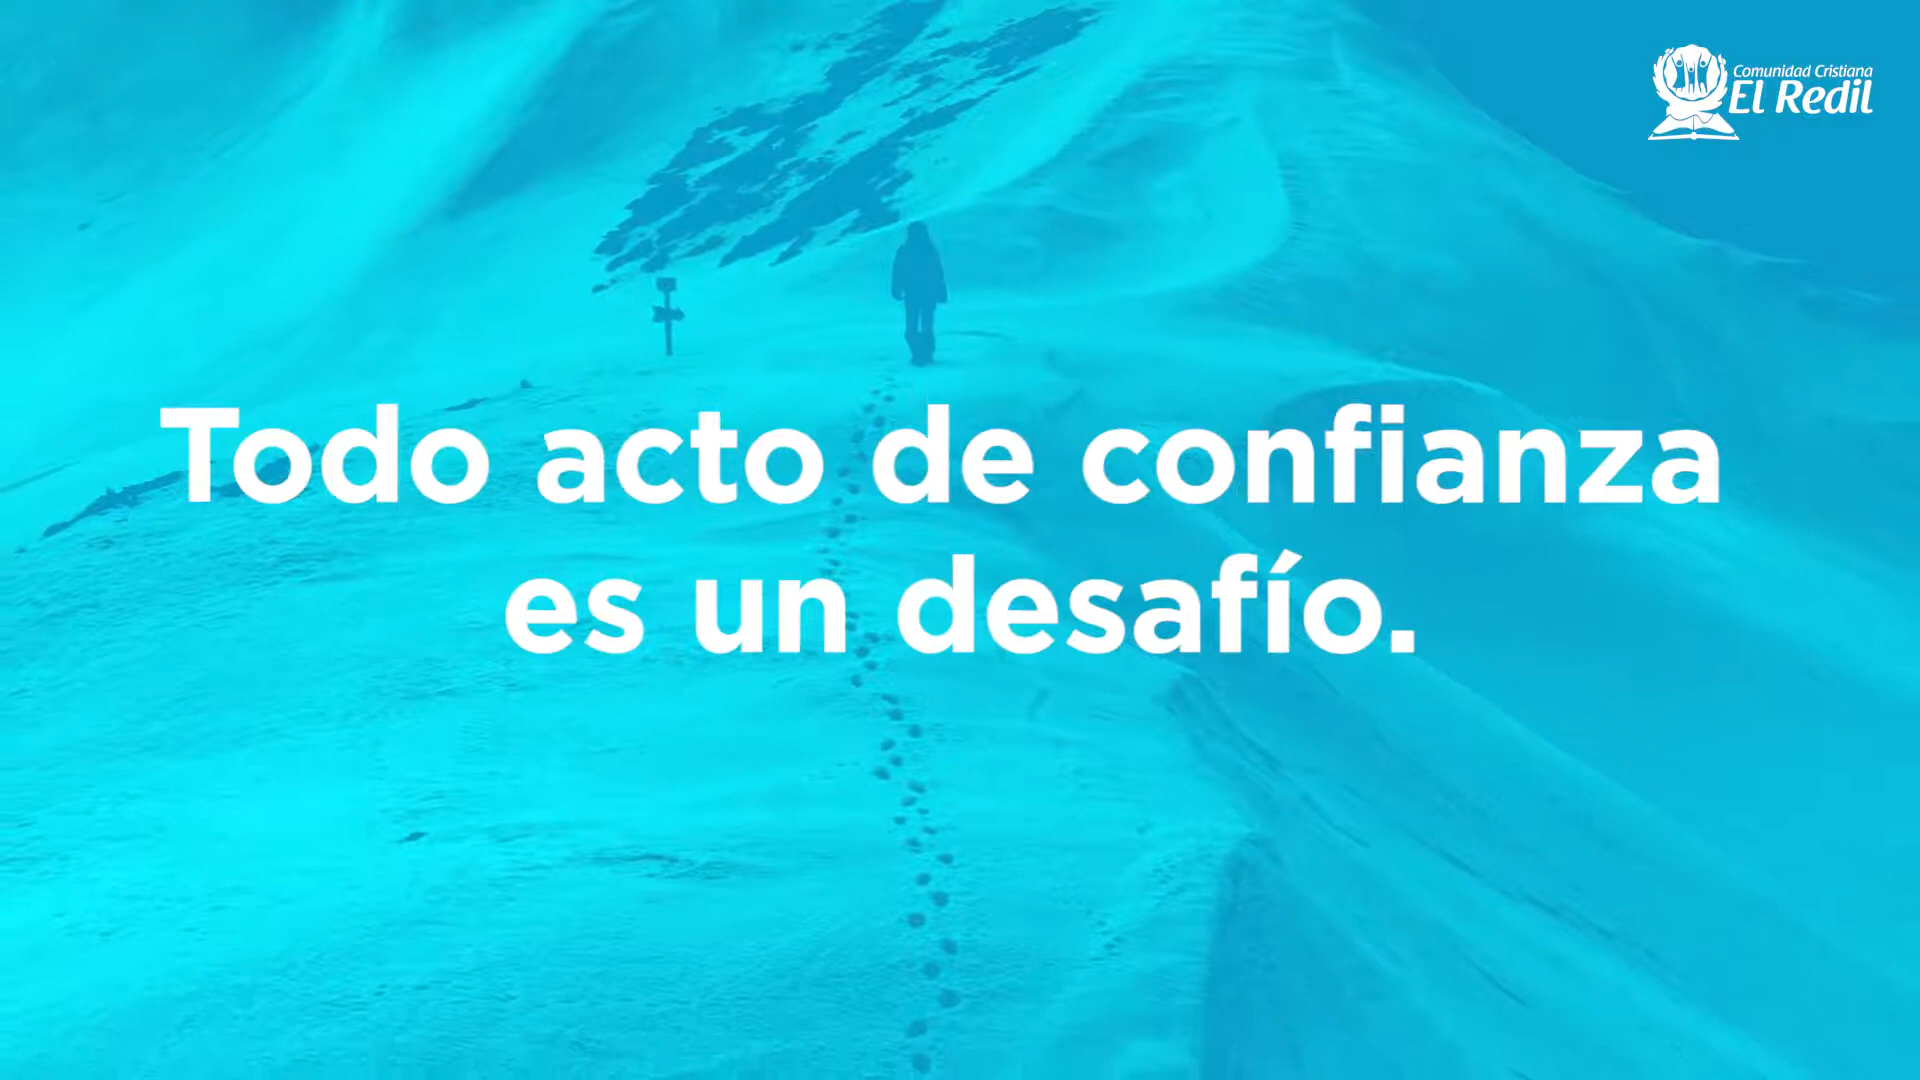 Comunidad Cristiana
El Redil
Todo acto de confianza
es un desafío.